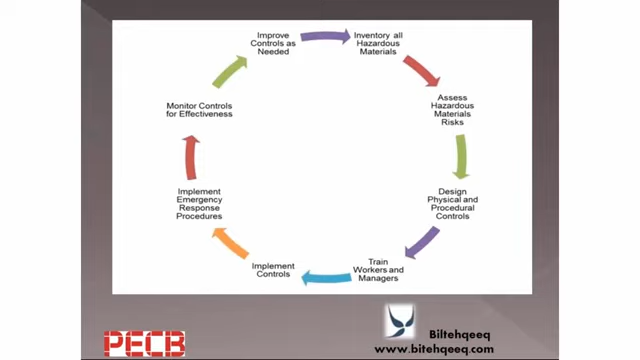 Improve
Controls as
Needed
Inventory all
Hazardous
Materials
Assess
Hazardous
Materials
Risks
Design
Physical and
Procedural
Controls
Train
Workers and
Managers
Implement
Controls
Implement
Emergency
Response
Procedures
Monitor Controls
for Effectiveness
PECB
Biltehqeeq
www.bitehqeeq.com